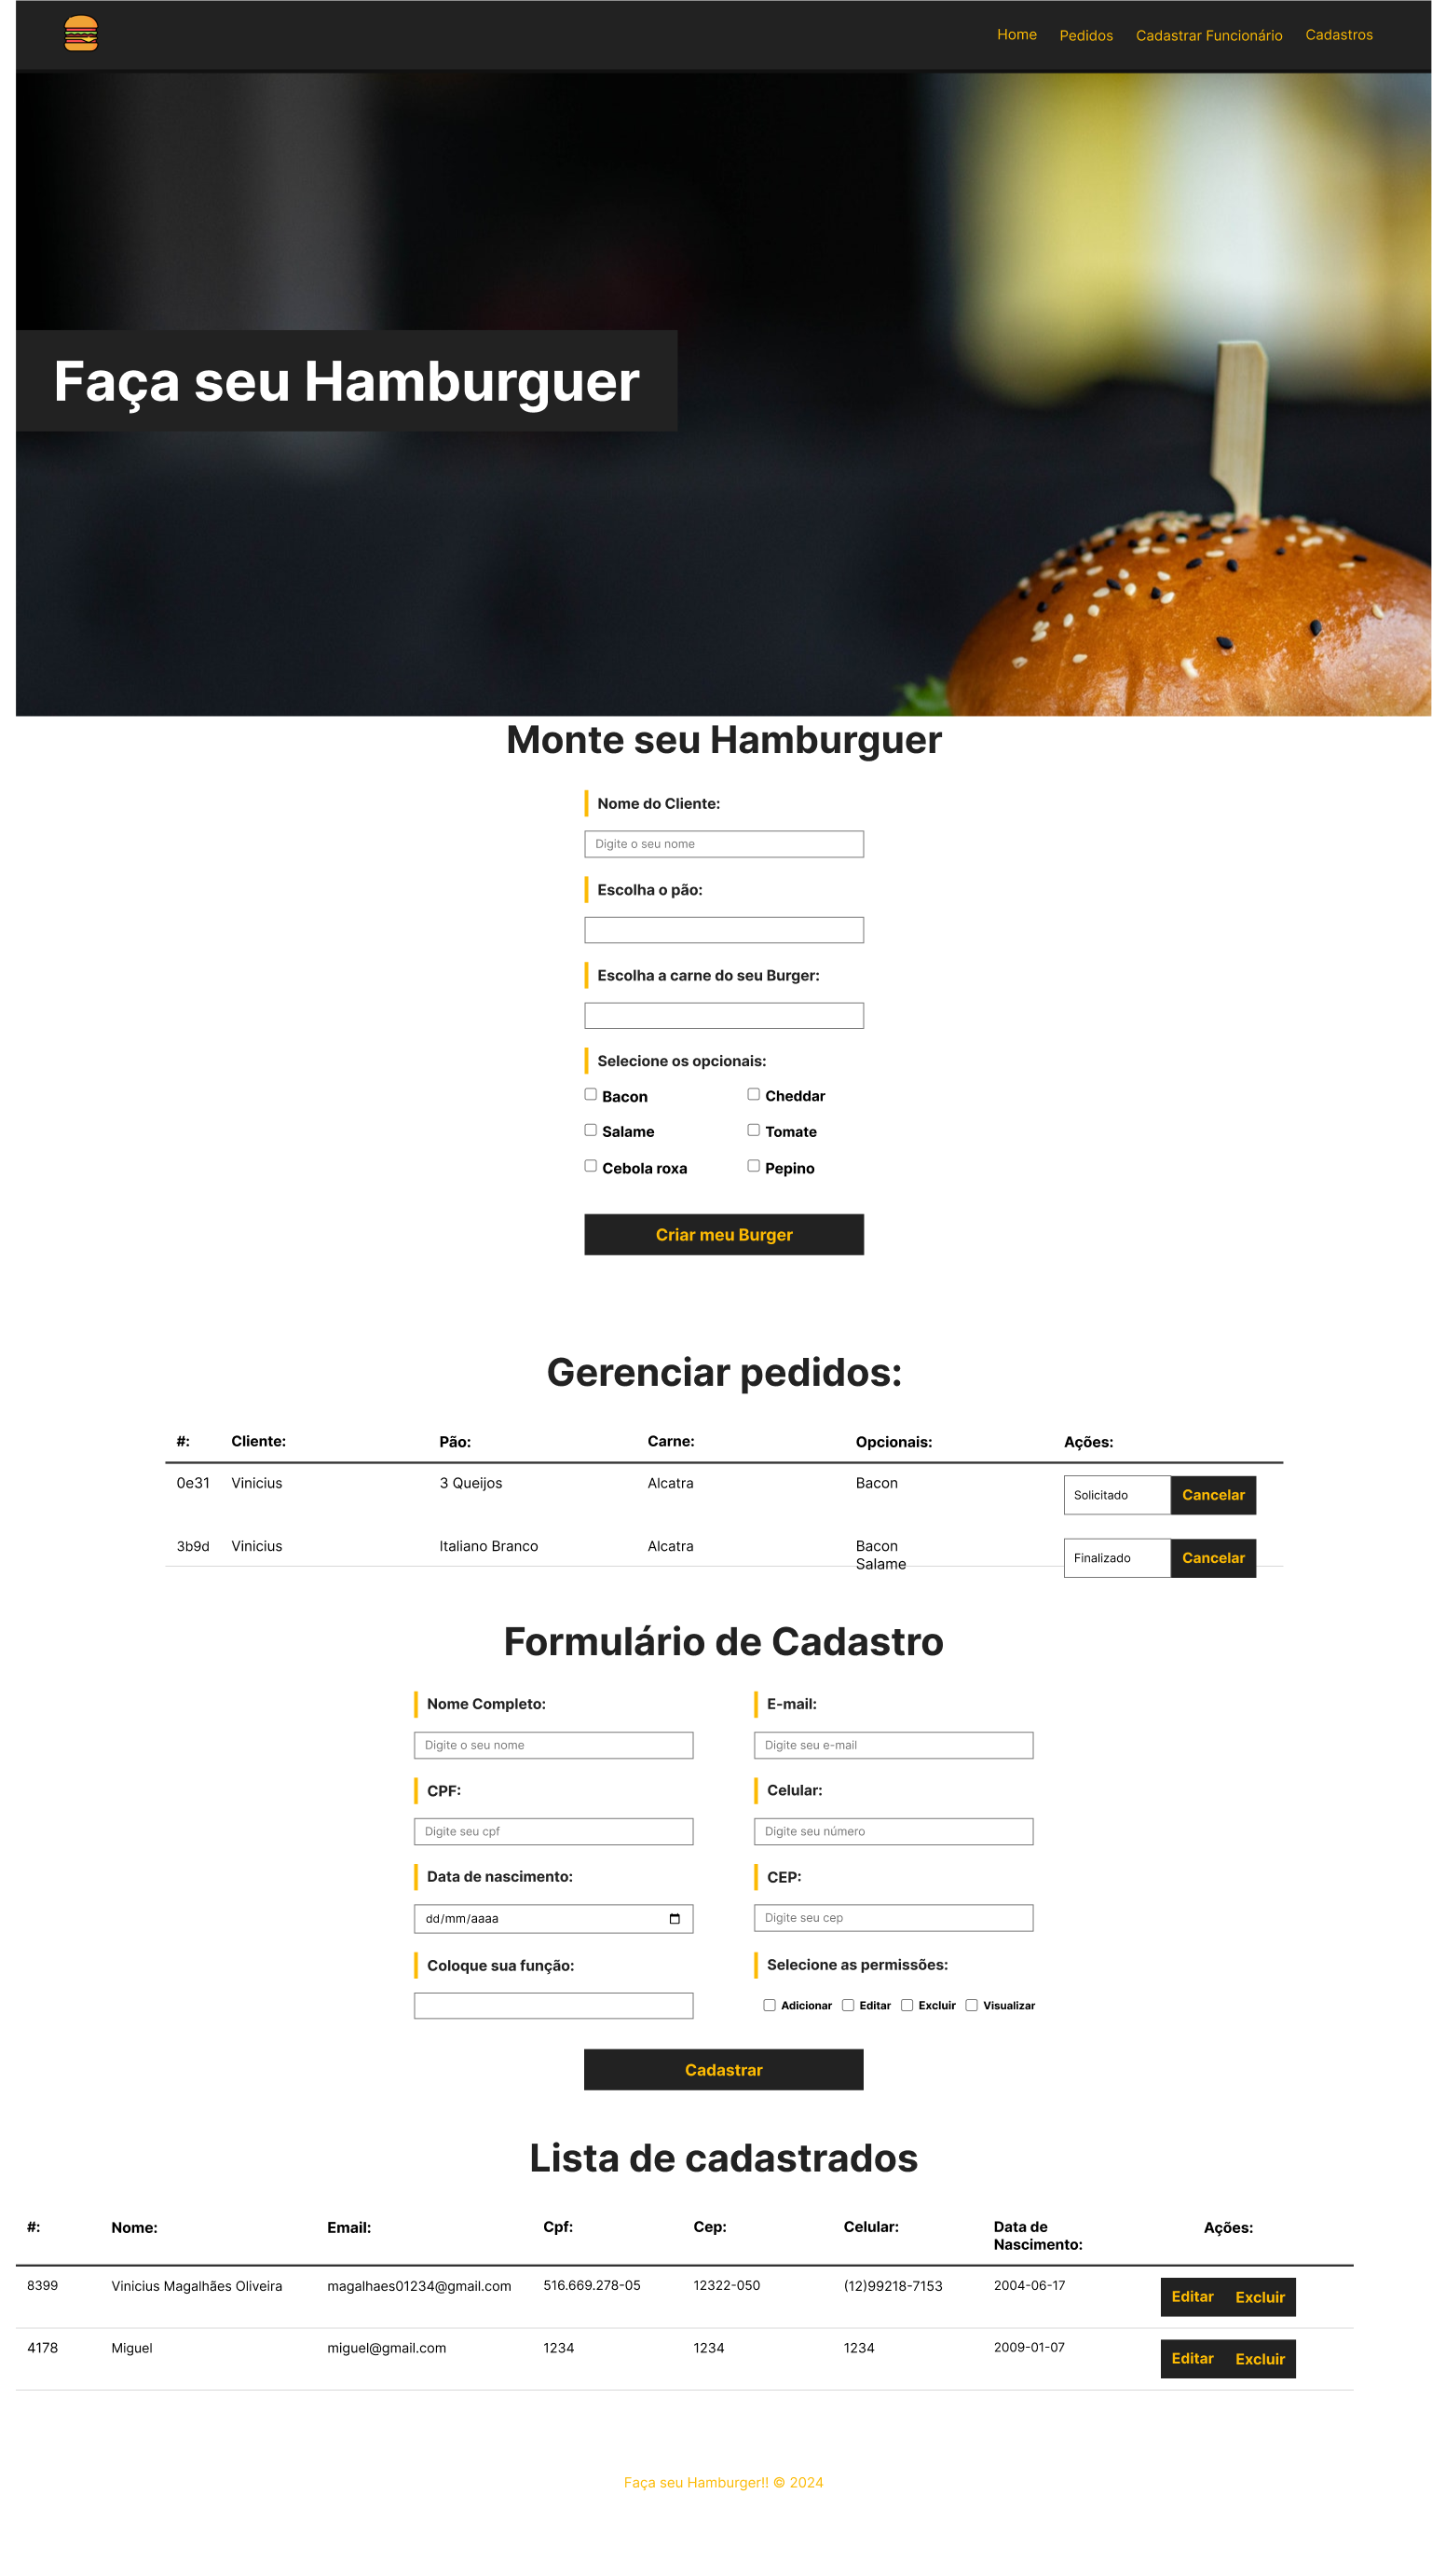 Home Pedidos Cadastrar Funcionário Cadastros
Faça seu Hamburguer
Monte seu Hamburguer
Nome do Cliente:
Digite o seu nome
Escolha o pão:
Escolha a carne do seu Burger:
Selecione os opcionais:
Bacon Cheddar
Salame Tomate
Cebola roxa Pepino
Criar meu Burger
Gerenciar pedidos:
#: Cliente: Pão: Carne: Opcionais: Ações:
0e31 Vinicius 3 Queijos Alcatra Bacon Solicitado Cancelar
3b9d Vinicius Italiano Branco Alcatra Bacon Finalizado Cancelar
Salame
Formulário de Cadastro
Nome Completo: E-mail:
Digite o seu nome Digite seu e-mail
CPF: Celular:
Digite seu cpf Digite seu número
Data de nascimento: CEP:
dd/mm/aaaa Digite seu cep
Coloque sua função: Selecione as permissões:
Adicionar Editar Excluir Visualizar
Cadastrar
Lista de cadastrados
#: Nome: Email: Cpf: Cep: Celular: Data de Ações:
Nascimento:
8399 Vinicius Magalhães Oliveira magalhaes01234@gmail.com 516.669.278-05 12322-050 (12)99218-7153 2004-06-17 Editar Excluir
4178 Miguel miguel@gmail.com 1234 1234 1234 2009-01-07 Editar Excluir
Faça seu Hamburger!! © 2024